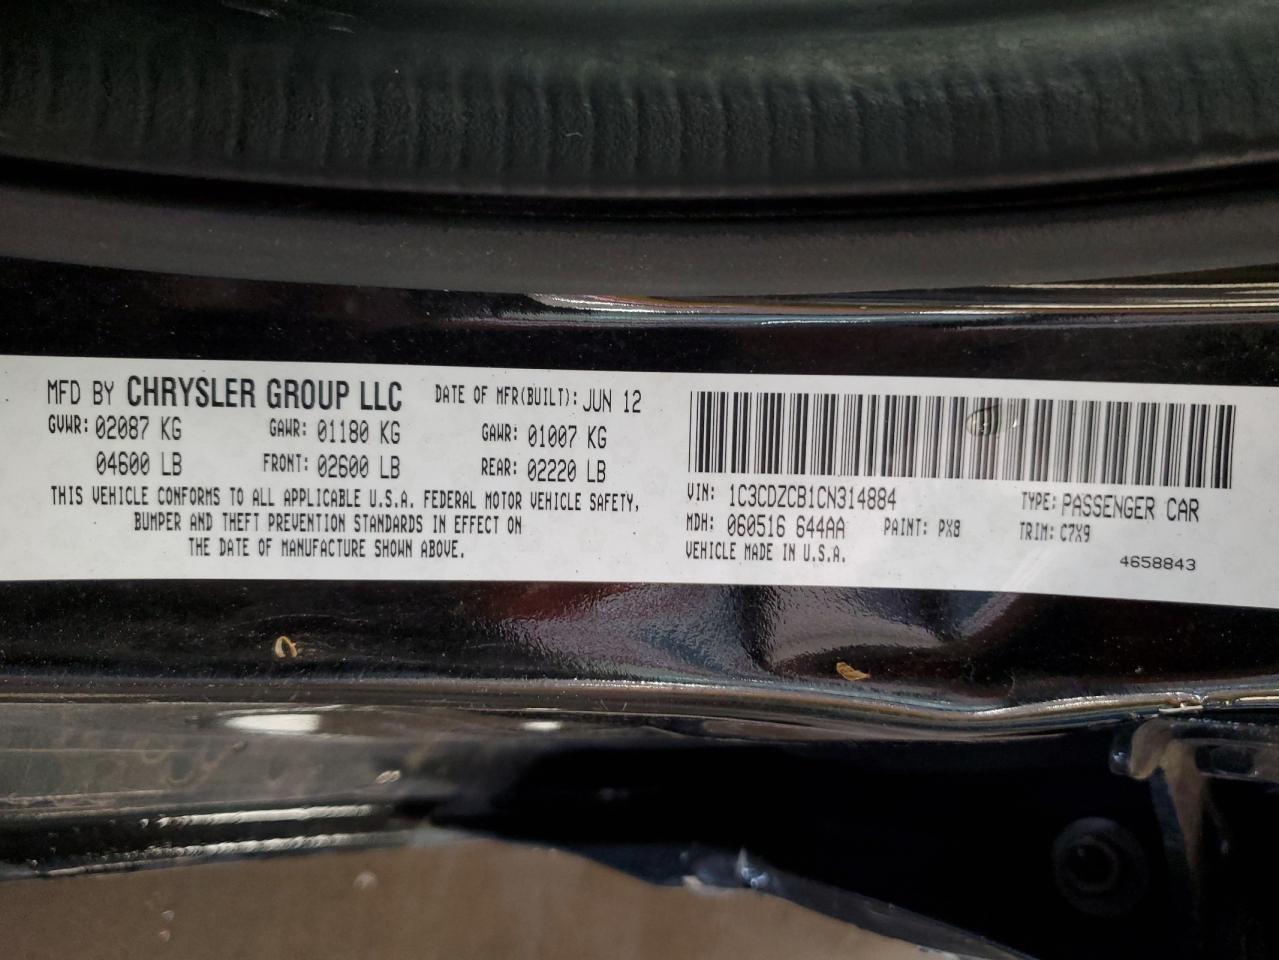 MFD BY CHRYSLER GROUP LLC DATE OF MFR(BUILT): JUN 12
GVWR: 02087 KG GAWR: 01180 KG GAWR: 01007 KG
04600 LB FRONT: 02600 LB REAR: 02220 LB
THIS VEHICLE CONFORMS TO ALL APPLICABLE U.S.A. FEDERAL MOTOR VEHICLE SAFETY,
BUMPER AND THEFT PREVENTION STANDARDS IN EFFECT ON
THE DATE OF MANUFACTURE SHOWN ABOVE.
VIN: 1C3CDZCB1CN314884 TYPE: PASSENGER CAR
MDH: 060516 644AA PAINT: PX8 TRIM: C7X9
VEHICLE MADE IN U.S.A. 4658843